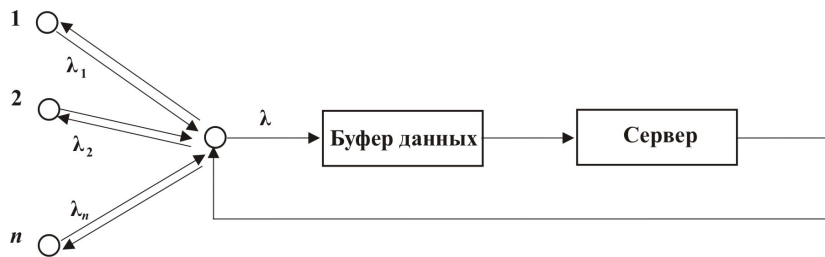 1
λ1
2
λ2
λ
Буфер данных
Сервер
λn
n